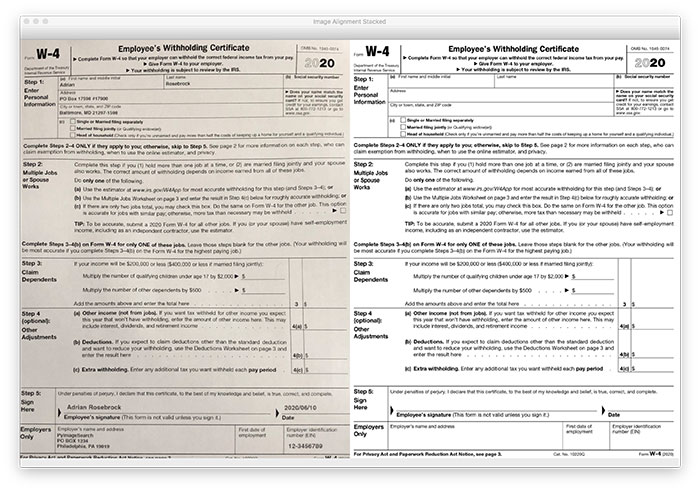 Image Alignment Stacked
Form W-4
Department of the Treasury
Internal Revenue Service
Employee's Withholding Certificate
▶ Complete Form W-4 so that your employer can withhold the correct federal income tax from your pay.
▶ Give Form W-4 to your employer.
▶ Your withholding is subject to review by the IRS.
OMB No. 1545-0074
2020
Step 1:
Enter
Personal
Information
(a) First name and middle initial
Adrian
Last name
Rosebrock
(b) Social security number
Address
PO Box 17598 #17900
City or town, state, and ZIP code
Baltimore, MD 21297-1598
▶ Does your name match the
name on your social security
card? If not, to ensure you get
credit for your earnings, contact
SSA at 800-772-1213 or go to
www.ssa.gov.
(c) Single or Married filing separately
Married filing jointly (or Qualifying widow(er))
Head of household (Check only if you're unmarried and pay more than half the costs of keeping up a home for yourself and a qualifying individual.)
Complete Steps 2–4 ONLY if they apply to you; otherwise, skip to Step 5. See page 2 for more information on each step, who can
claim exemption from withholding, when to use the online estimator, and privacy.
Step 2:
Multiple Jobs
or Spouse
Works
Complete this step if you (1) hold more than one job at a time, or (2) are married filing jointly and your spouse
also works. The correct amount of withholding depends on income earned from all of these jobs.
Do only one of the following.
(a) Use the estimator at www.irs.gov/W4App for most accurate withholding for this step (and Steps 3–4); or
(b) Use the Multiple Jobs Worksheet on page 3 and enter the result in Step 4(c) below for roughly accurate withholding; or
(c) If there are only two jobs total, you may check this box. Do the same on Form W-4 for the other job. This option
is accurate for jobs with similar pay; otherwise, more tax than necessary may be withheld . . . . . ▶
TIP: To be accurate, submit a 2020 Form W-4 for all other jobs. If you (or your spouse) have self-employment
income, including as an independent contractor, use the estimator.
Complete Steps 3–4(b) on Form W-4 for only ONE of these jobs. Leave those steps blank for the other jobs. (Your withholding will
be most accurate if you complete Steps 3–4(b) on the Form W-4 for the highest paying job.)
Step 3:
Claim
Dependents
If your income will be $200,000 or less ($400,000 or less if married filing jointly):
Multiply the number of qualifying children under age 17 by $2,000 ▶ $
Multiply the number of other dependents by $500 . . . . ▶ $
Add the amounts above and enter the total here . . . . . . . . . 3 $
Step 4
(optional):
Other
Adjustments
(a) Other income (not from jobs). If you want tax withheld for other income you expect
this year that won't have withholding, enter the amount of other income here. This may
include interest, dividends, and retirement income . . . . . . . . 4(a) $
(b) Deductions. If you expect to claim deductions other than the standard deduction
and want to reduce your withholding, use the Deductions Worksheet on page 3 and
enter the result here . . . . . . . . . . . 4(b) $
(c) Extra withholding. Enter any additional tax you want withheld each pay period . 4(c) $
Step 5:
Sign
Here
Under penalties of perjury, I declare that this certificate, to the best of my knowledge and belief, is true, correct, and complete.
Adrian Rosebrock
2020/06/10
Employee's signature (This form is not valid unless you sign it.)
Date
Employers
Only
Employer's name and address
PyImageSearch
PO BOX 1234
Philadelphia, PA 19019
First date of
employment
Employer identification
number (EIN)
12-3456789
For Privacy Act and Paperwork Reduction Act Notice, see page 3.
Form W-4
Form W-4
Department of the Treasury
Internal Revenue Service
Employee's Withholding Certificate
▶ Complete Form W-4 so that your employer can withhold the correct federal income tax from your pay.
▶ Give Form W-4 to your employer.
▶ Your withholding is subject to review by the IRS.
OMB No. 1545-0074
2020
Step 1:
Enter
Personal
Information
(a) First name and middle initial
Last name
(b) Social security number
Address
City or town, state, and ZIP code
▶ Does your name match the
name on your social security
card? If not, to ensure you get
credit for your earnings, contact
SSA at 800-772-1213 or go to
www.ssa.gov.
(c) Single or Married filing separately
Married filing jointly (or Qualifying widow(er))
Head of household (Check only if you're unmarried and pay more than half the costs of keeping up a home for yourself and a qualifying individual.)
Complete Steps 2–4 ONLY if they apply to you; otherwise, skip to Step 5. See page 2 for more information on each step, who can
claim exemption from withholding, when to use the online estimator, and privacy.
Step 2:
Multiple Jobs
or Spouse
Works
Complete this step if you (1) hold more than one job at a time, or (2) are married filing jointly and your spouse
also works. The correct amount of withholding depends on income earned from all of these jobs.
Do only one of the following.
(a) Use the estimator at www.irs.gov/W4App for most accurate withholding for this step (and Steps 3–4); or
(b) Use the Multiple Jobs Worksheet on page 3 and enter the result in Step 4(c) below for roughly accurate withholding; or
(c) If there are only two jobs total, you may check this box. Do the same on Form W-4 for the other job. This option
is accurate for jobs with similar pay; otherwise, more tax than necessary may be withheld . . . . . ▶
TIP: To be accurate, submit a 2020 Form W-4 for all other jobs. If you (or your spouse) have self-employment
income, including as an independent contractor, use the estimator.
Complete Steps 3–4(b) on Form W-4 for only ONE of these jobs. Leave those steps blank for the other jobs. (Your withholding will
be most accurate if you complete Steps 3–4(b) on the Form W-4 for the highest paying job.)
Step 3:
Claim
Dependents
If your income will be $200,000 or less ($400,000 or less if married filing jointly):
Multiply the number of qualifying children under age 17 by $2,000 ▶ $
Multiply the number of other dependents by $500 . . . . ▶ $
Add the amounts above and enter the total here . . . . . . . . . 3 $
Step 4
(optional):
Other
Adjustments
(a) Other income (not from jobs). If you want tax withheld for other income you expect
this year that won't have withholding, enter the amount of other income here. This may
include interest, dividends, and retirement income . . . . . . . . 4(a) $
(b) Deductions. If you expect to claim deductions other than the standard deduction
and want to reduce your withholding, use the Deductions Worksheet on page 3 and
enter the result here . . . . . . . . . . . 4(b) $
(c) Extra withholding. Enter any additional tax you want withheld each pay period . 4(c) $
Step 5:
Sign
Here
Under penalties of perjury, I declare that this certificate, to the best of my knowledge and belief, is true, correct, and complete.
Employee's signature (This form is not valid unless you sign it.)
Date
Employers
Only
Employer's name and address
First date of
employment
Employer identification
number (EIN)
For Privacy Act and Paperwork Reduction Act Notice, see page 3.
Cat. No. 10220Q
Form W-4 (2020)